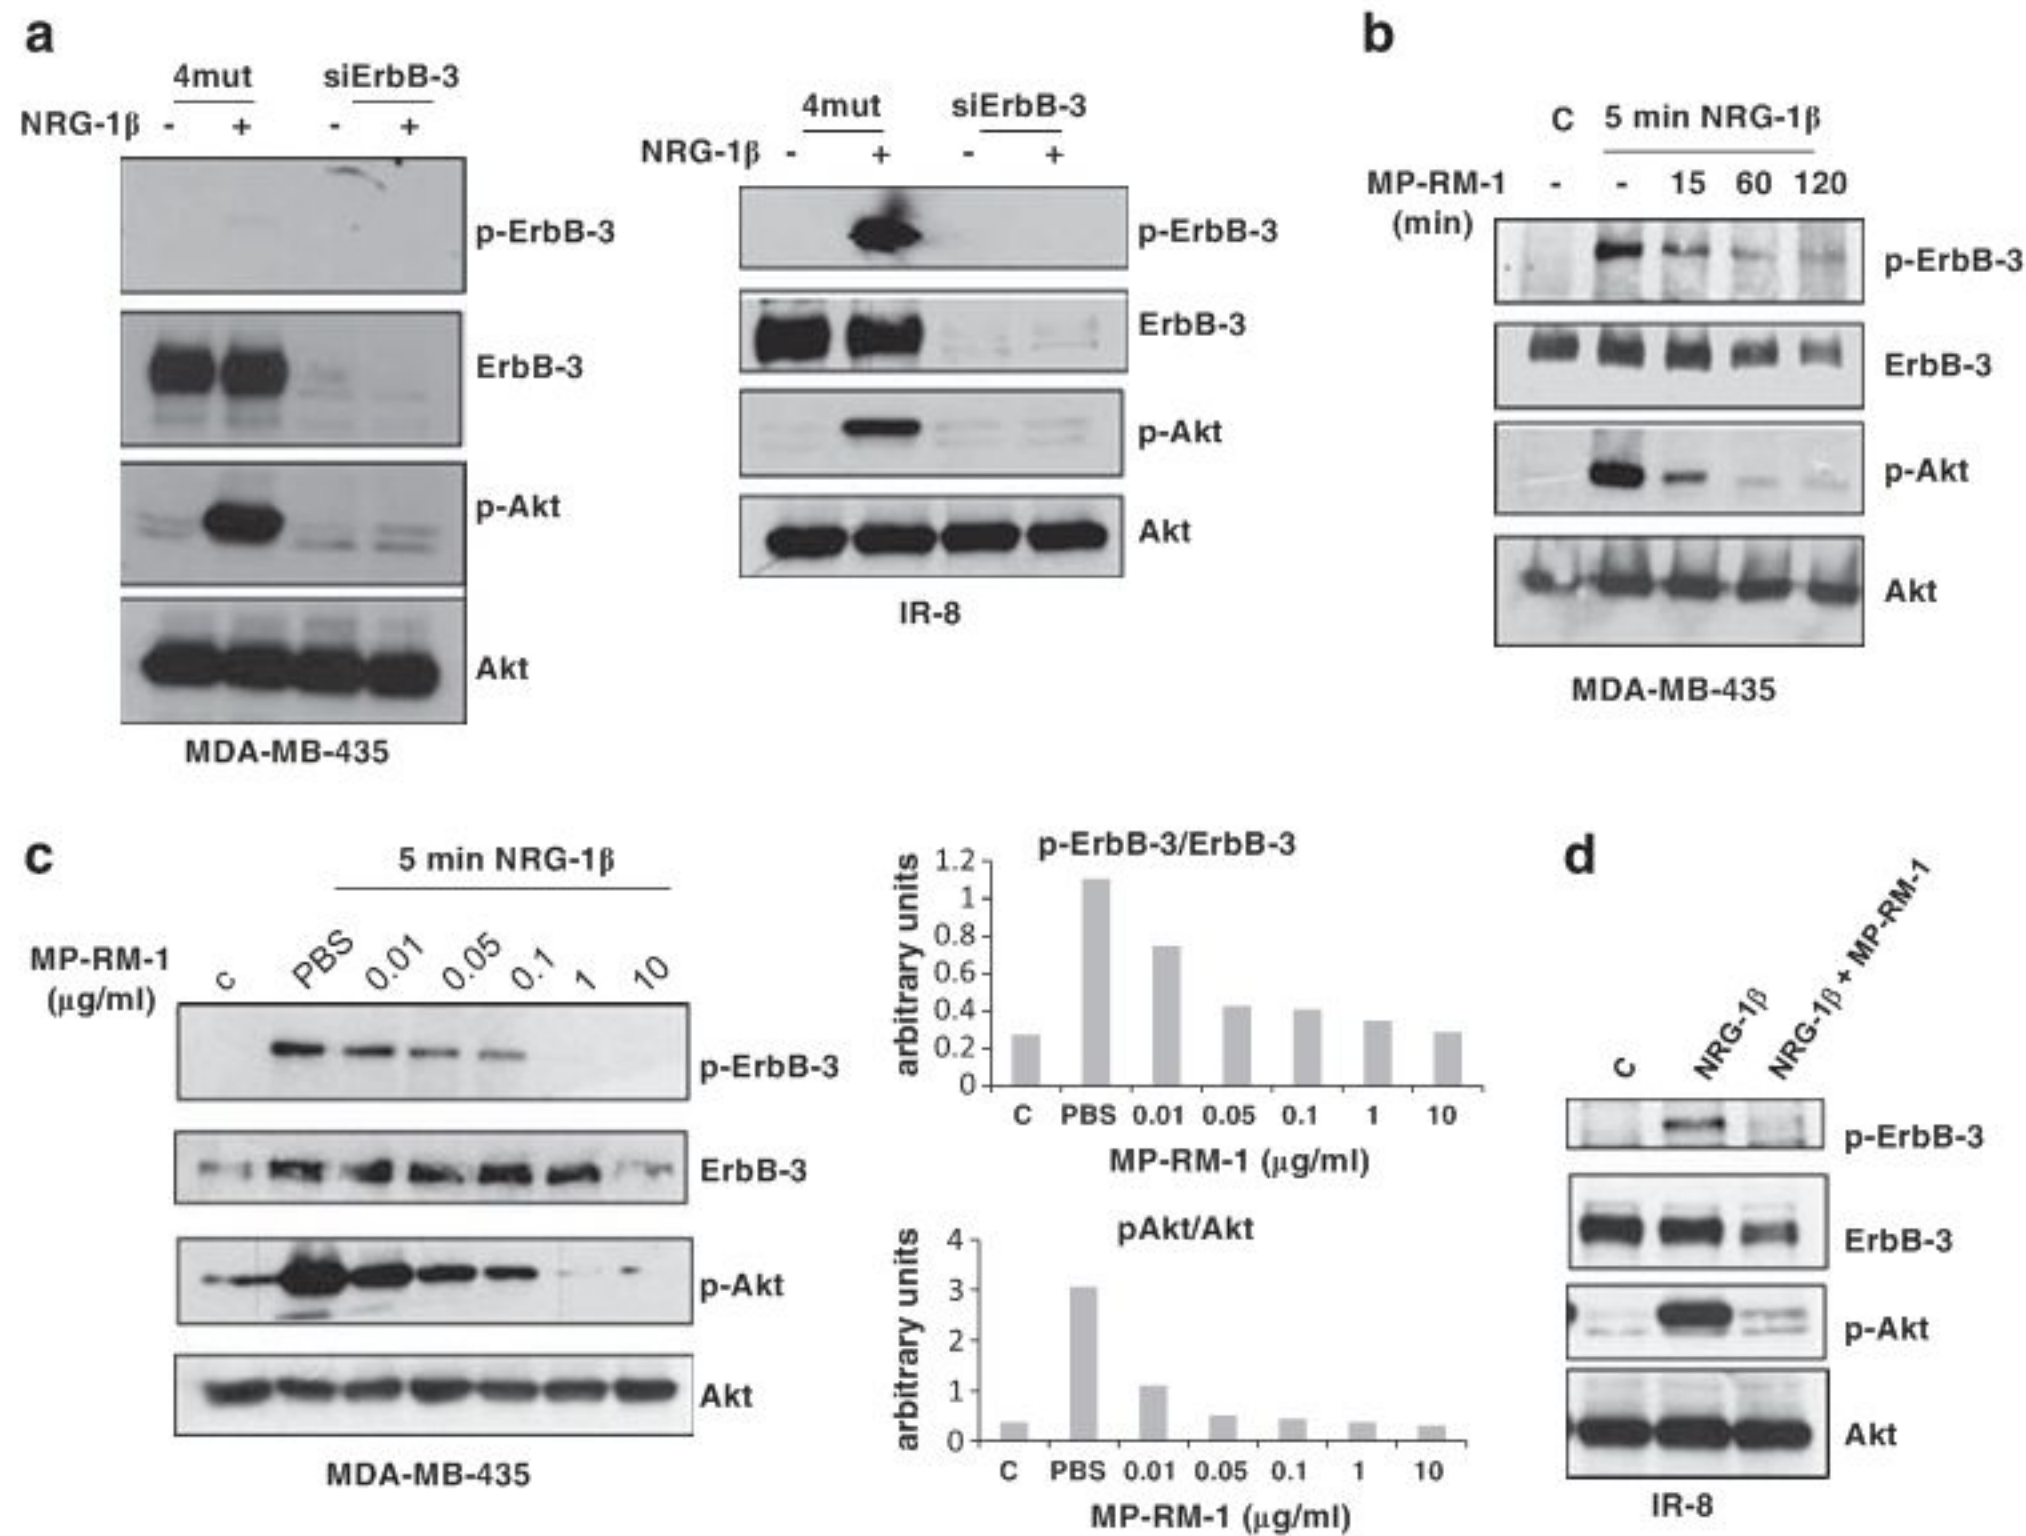 a
4mut siErbB-3
NRG-1β - + - +
p-ErbB-3
ErbB-3
p-Akt
Akt
MDA-MB-435
4mut siErbB-3
NRG-1β - + - +
p-ErbB-3
ErbB-3
p-Akt
Akt
IR-8
b
C 5 min NRG-1β
MP-RM-1 - - 15 60 120
(min)
p-ErbB-3
ErbB-3
p-Akt
Akt
MDA-MB-435
c
5 min NRG-1β
MP-RM-1
(μg/ml)
c PBS 0.01 0.05 0.1 1 10
p-ErbB-3
ErbB-3
p-Akt
Akt
MDA-MB-435
p-ErbB-3/ErbB-3
arbitrary units
1.2
1
0.8
0.6
0.4
0.2
0
C PBS 0.01 0.05 0.1 1 10
MP-RM-1 (μg/ml)
pAkt/Akt
arbitrary units
4
3
2
1
0
C PBS 0.01 0.05 0.1 1 10
MP-RM-1 (μg/ml)
d
C NRG-1β NRG-1β + MP-RM-1
p-ErbB-3
ErbB-3
p-Akt
Akt
IR-8